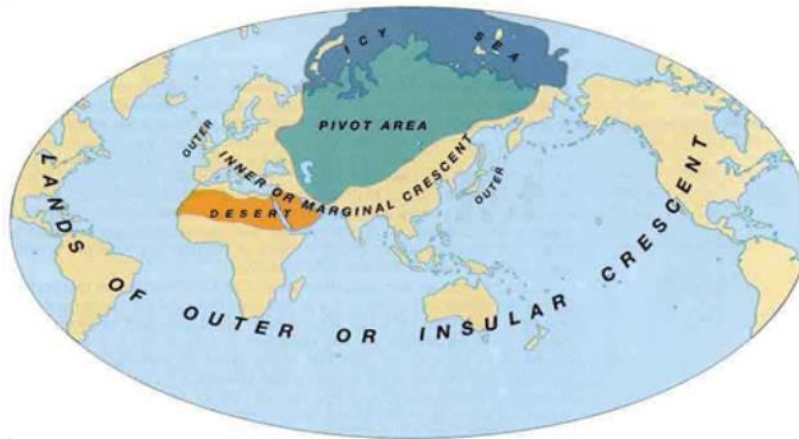 ICY SEA
PIVOT AREA
OUTER
INNER OR MARGINAL CRESCENT
OUTER
DESERT
LANDS OF OUTER OR INSULAR CRESCENT